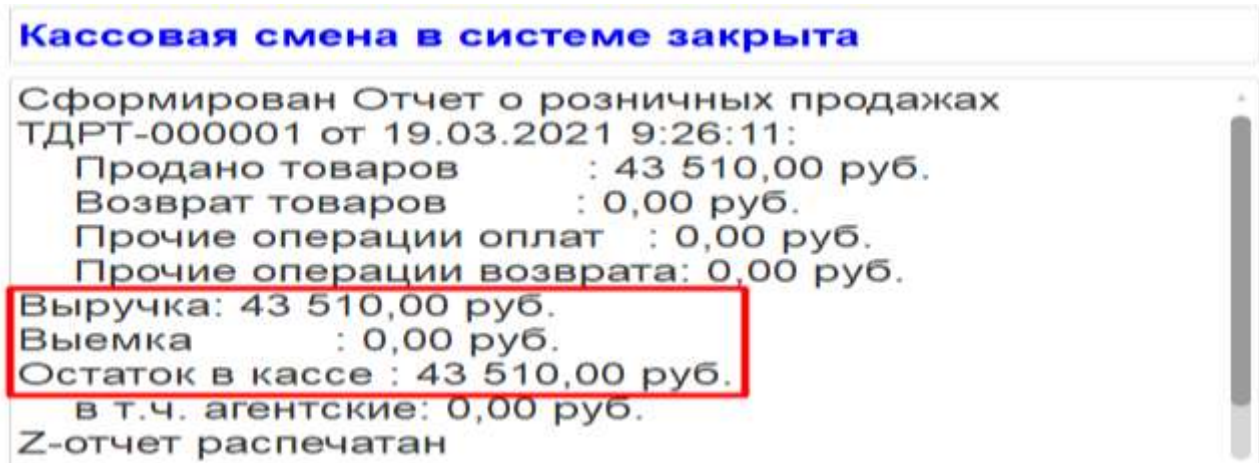 Кассовая смена в системе закрыта
Сформирован Отчет о розничных продажах
ТДРТ-000001 от 19.03.2021 9:26:11:
Продано товаров : 43 510,00 руб.
Возврат товаров : 0,00 руб.
Прочие операции оплат : 0,00 руб.
Прочие операции возврата: 0,00 руб.
Выручка: 43 510,00 руб.
Выемка : 0,00 руб.
Остаток в кассе : 43 510,00 руб.
в т.ч. агентские: 0,00 руб.
Z-отчет распечатан